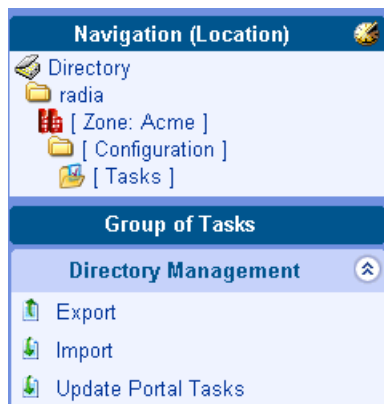 Navigation (Location)
Directory
radia
[ Zone: Acme ]
[ Configuration ]
[ Tasks ]
Group of Tasks
Directory Management
Export
Import
Update Portal Tasks